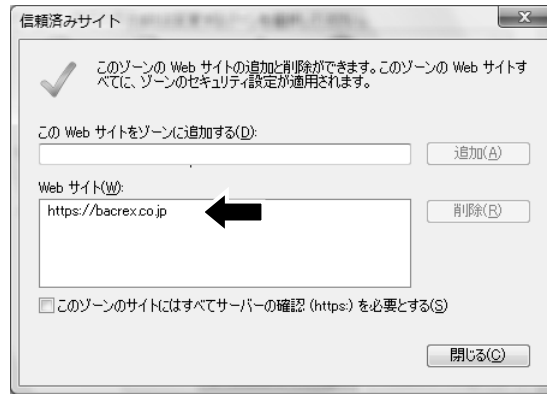 信頼済みサイト
このゾーンの Web サイトの追加と削除ができます。このゾーンの Web サイトす
べてに、ゾーンのセキュリティ設定が適用されます。
この Web サイトをゾーンに追加する(D):
追加(A)
Web サイト(W):
https://bacrex.co.jp
削除(R)
このゾーンのサイトにはすべてサーバーの確認 (https:) を必要とする(S)
閉じる(C)